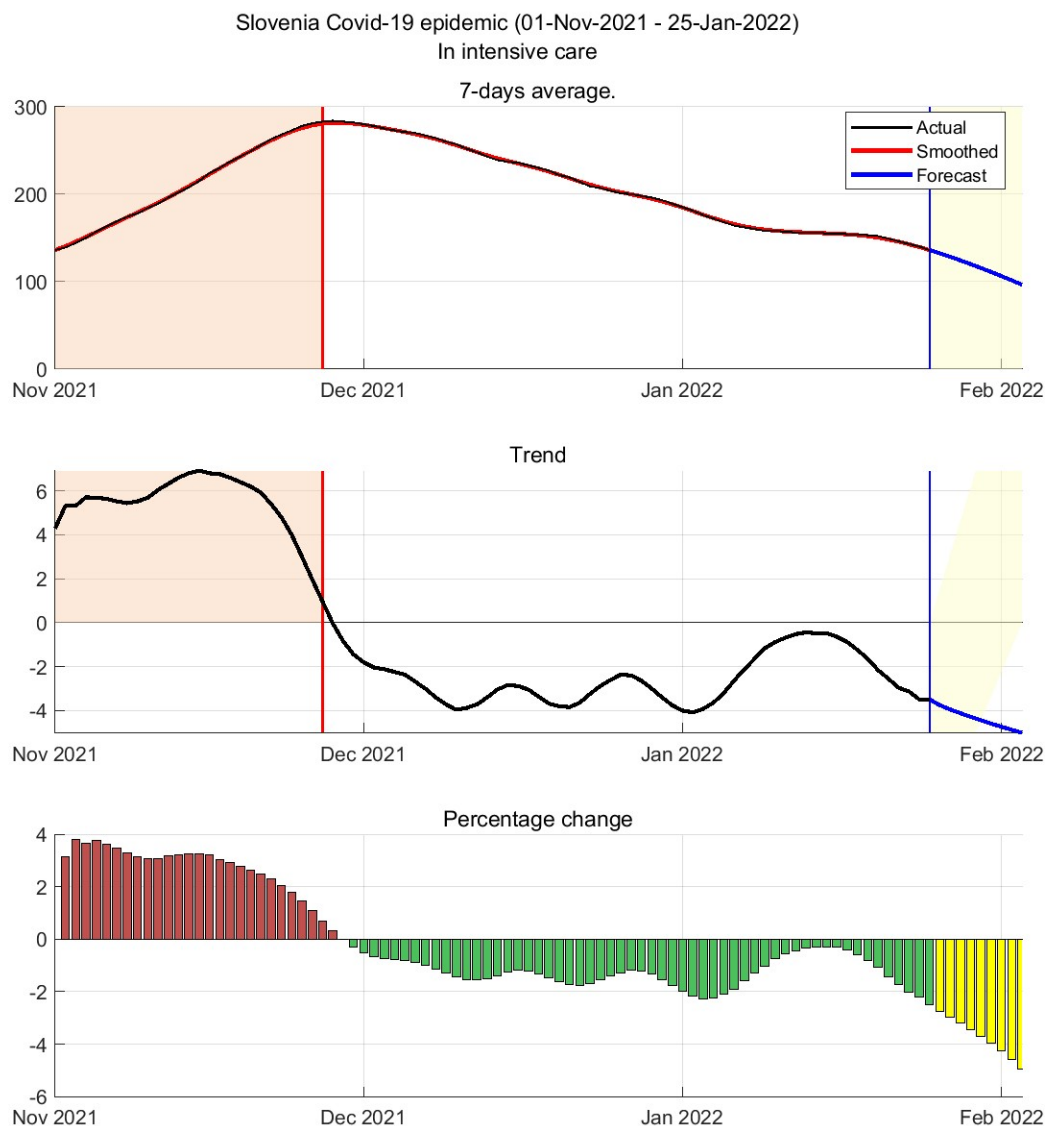 Slovenia Covid-19 epidemic (01-Nov-2021 - 25-Jan-2022)
In intensive care
7-days average.
300
200
100
0
Actual
Smoothed
Forecast
Nov 2021
Dec 2021
Jan 2022
Feb 2022
Trend
6
4
2
0
-2
-4
Nov 2021
Dec 2021
Jan 2022
Feb 2022
Percentage change
4
2
0
-2
-4
-6
Nov 2021
Dec 2021
Jan 2022
Feb 2022